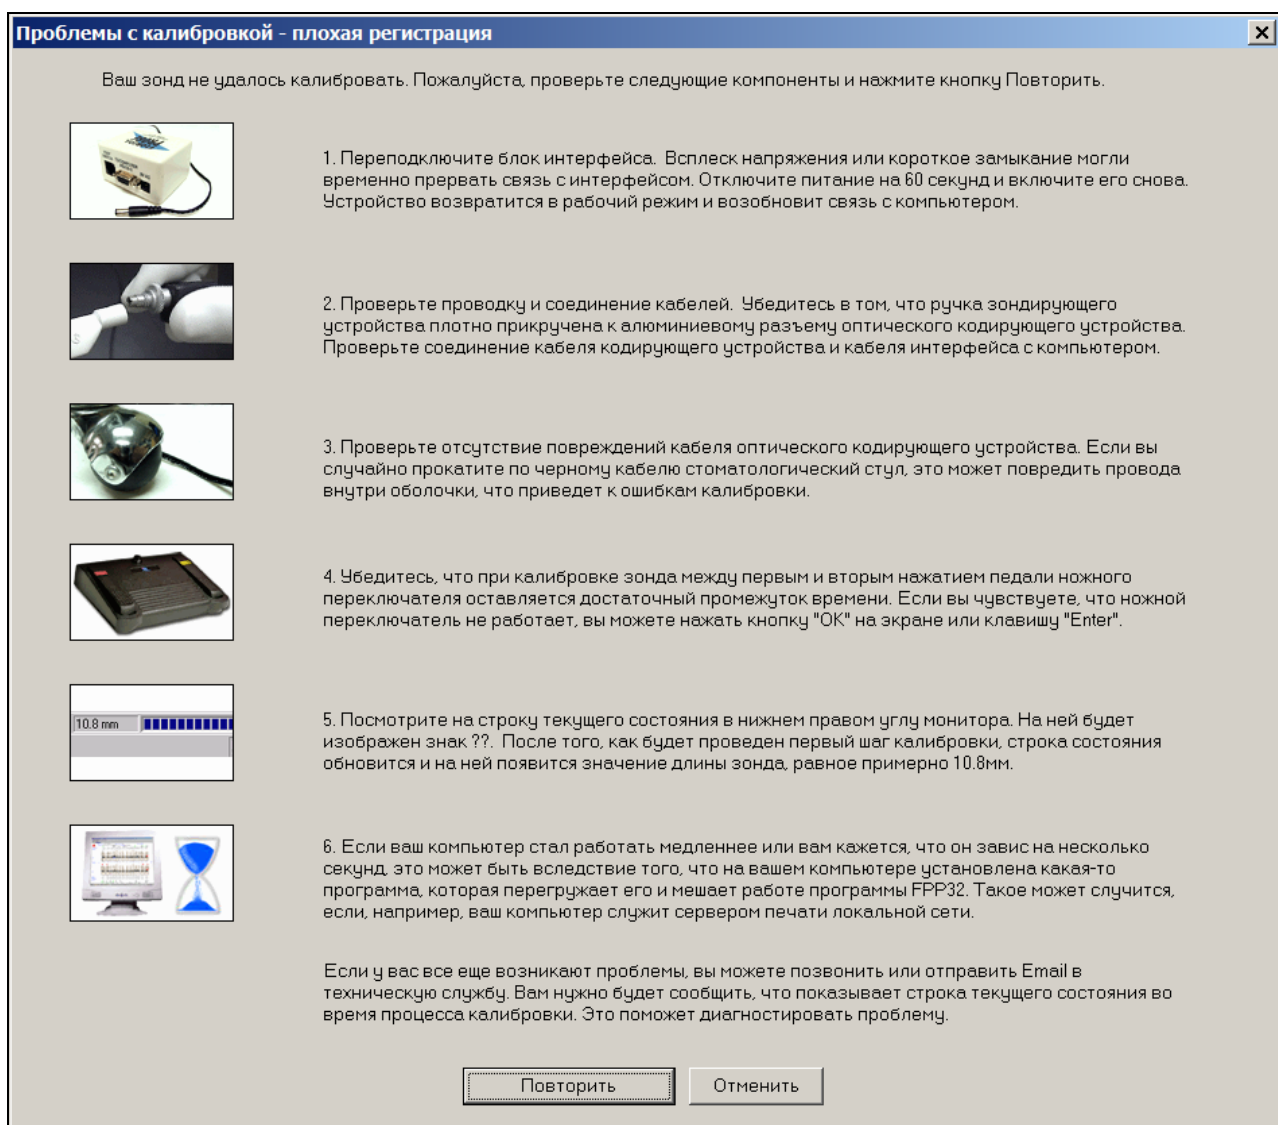 Проблемы с калибровкой - плохая регистрация
Ваш зонд не удалось калибровать. Пожалуйста, проверьте следующие компоненты и нажмите кнопку Повторить.
1. Переподключите блок интерфейса. Всплеск напряжения или короткое замыкание могли
временно прервать связь с интерфейсом. Отключите питание на 60 секунд и включите его снова.
Устройство возвратится в рабочий режим и возобновит связь с компьютером.
2. Проверьте проводку и соединение кабелей. Убедитесь в том, что ручка зондирующего
устройства плотно прикручена к алюминиевому разъему оптического кодирующего устройства.
Проверьте соединение кабеля кодирующего устройства и кабеля интерфейса с компьютером.
3. Проверьте отсутствие повреждений кабеля оптического кодирующего устройства. Если вы
случайно прокатите по черному кабелю стоматологический стул, это может повредить провода
внутри оболочки, что приведет к ошибкам калибровки.
4. Убедитесь, что при калибровке зонда между первым и вторым нажатием педали ножного
переключателя оставляется достаточный промежуток времени. Если вы чувствуете, что ножной
переключатель не работает, вы можете нажать кнопку "ОК" на экране или клавишу "Enter".
10.8 mm
5. Посмотрите на строку текущего состояния в нижнем правом углу монитора. На ней будет
изображен знак ??. После того, как будет проведен первый шаг калибровки, строка состояния
обновится и на ней появится значение длины зонда, равное примерно 10.8мм.
6. Если ваш компьютер стал работать медленнее или вам кажется, что он завис на несколько
секунд, это может быть вследствие того, что на вашем компьютере установлена какая-то
программа, которая перегружает его и мешает работе программы FPP32. Такое может случится,
если, например, ваш компьютер служит сервером печати локальной сети.
Если у вас все еще возникают проблемы, вы можете позвонить или отправить Email в
техническую службу. Вам нужно будет сообщить, что показывает строка текущего состояния во
время процесса калибровки. Это поможет диагностировать проблему.
Повторить
Отменить